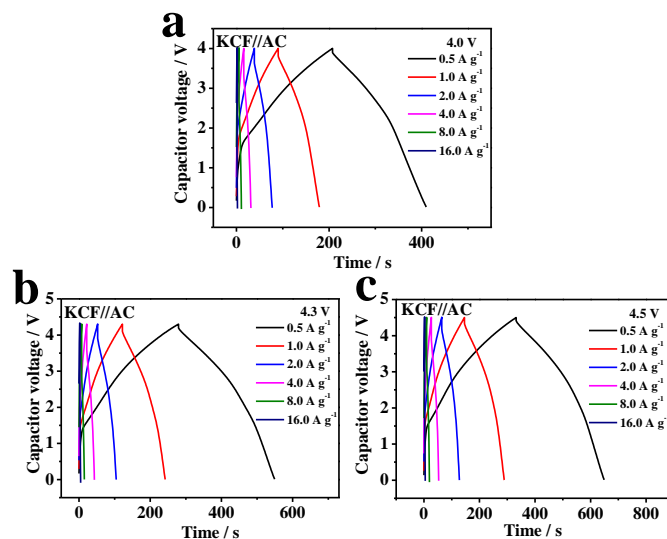 a
KCF//AC
4.0 V
0.5 A g⁻¹
1.0 A g⁻¹
2.0 A g⁻¹
4.0 A g⁻¹
8.0 A g⁻¹
16.0 A g⁻¹
Capacitor voltage / V
5
4
3
2
1
0
0 200 400
Time / s
b
KCF//AC
4.3 V
0.5 A g⁻¹
1.0 A g⁻¹
2.0 A g⁻¹
4.0 A g⁻¹
8.0 A g⁻¹
16.0 A g⁻¹
Capacitor voltage / V
5
4
3
2
1
0
0 200 400 600
Time / s
c
KCF//AC
4.5 V
0.5 A g⁻¹
1.0 A g⁻¹
2.0 A g⁻¹
4.0 A g⁻¹
8.0 A g⁻¹
16.0 A g⁻¹
Capacitor voltage / V
5
4
3
2
1
0
0 200 400 600 800
Time / s